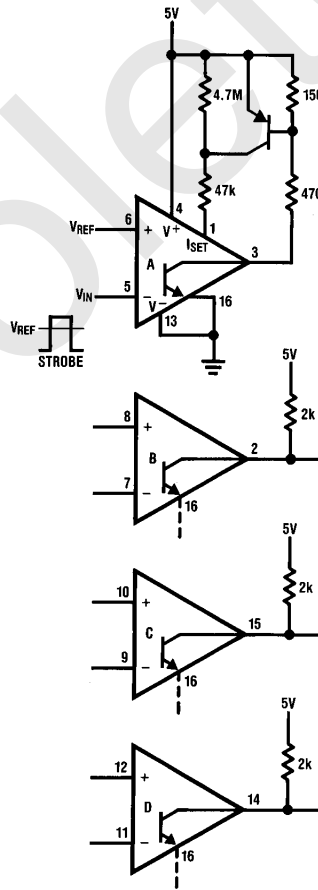 5V
4.7M
150
47k
470
4
1
6
VREF
+
V+
ISET
3
A
5
VIN
−
V−
16
13
VREF
STROBE
5V
2k
8
+
2
B
7
−
16
5V
2k
10
+
15
C
9
−
16
5V
2k
12
+
14
D
11
−
16